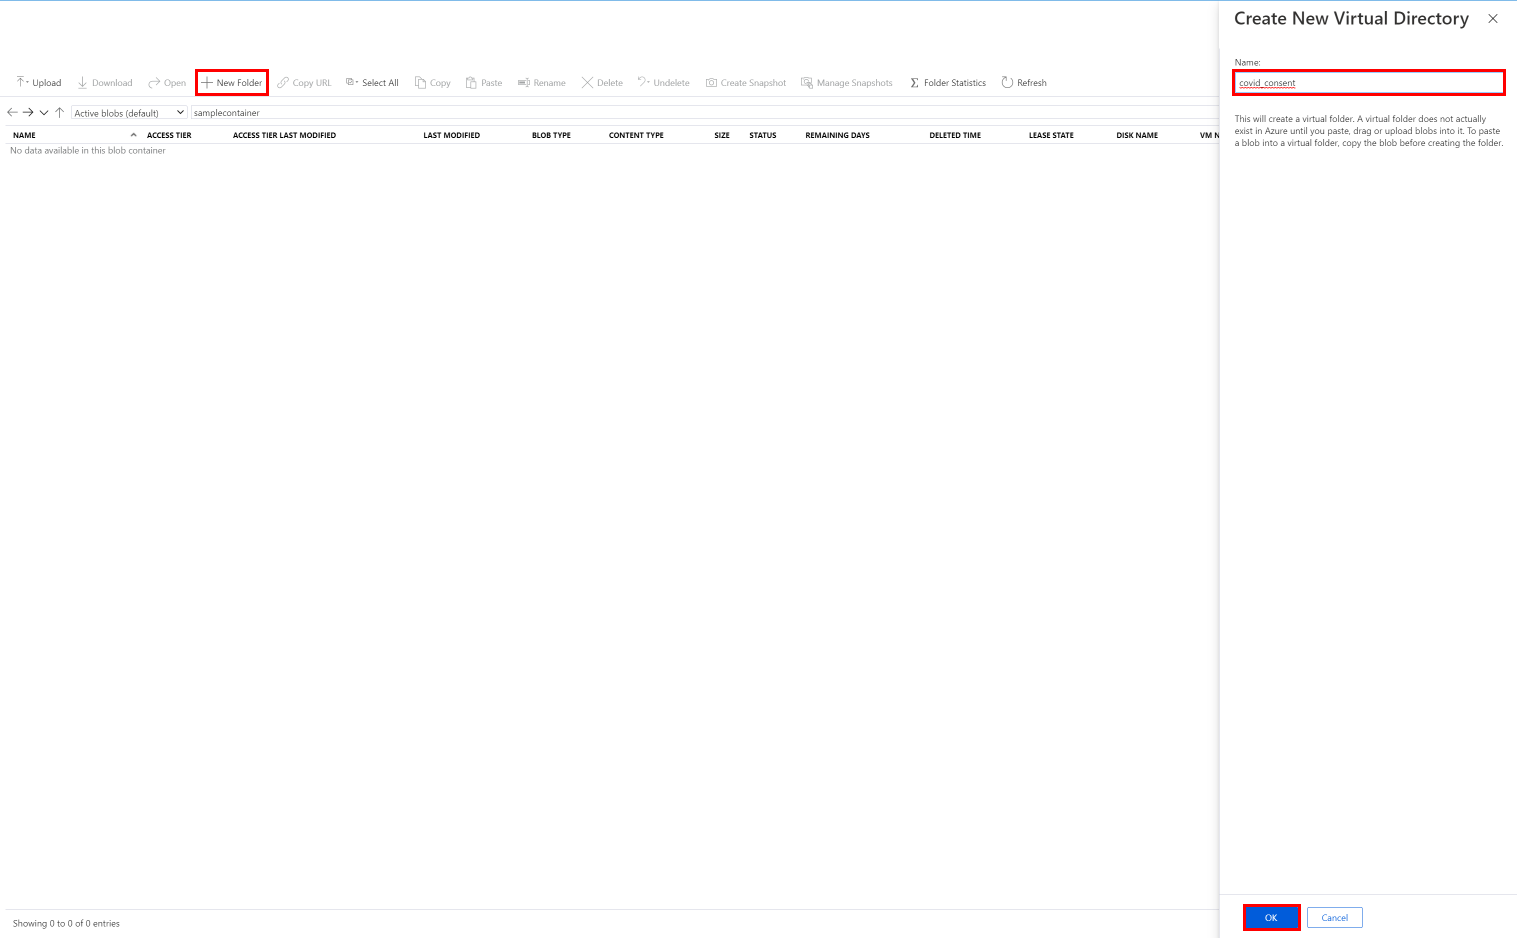 Create New Virtual Directory
Upload Download Open New Folder Copy URL Select All Copy Paste Rename Delete Undelete Create Snapshot Manage Snapshots Folder Statistics Refresh
Active blobs (default) samplecontainer
NAME ACCESS TIER ACCESS TIER LAST MODIFIED LAST MODIFIED BLOB TYPE CONTENT TYPE SIZE STATUS REMAINING DAYS DELETED TIME LEASE STATE DISK NAME VM N
No data available in this blob container
Name:
covid_consent
This will create a virtual folder. A virtual folder does not actually
exist in Azure until you paste, drag or upload blobs into it. To paste
a blob into a virtual folder, copy the blob before creating the folder.
Showing 0 to 0 of 0 entries
OK Cancel